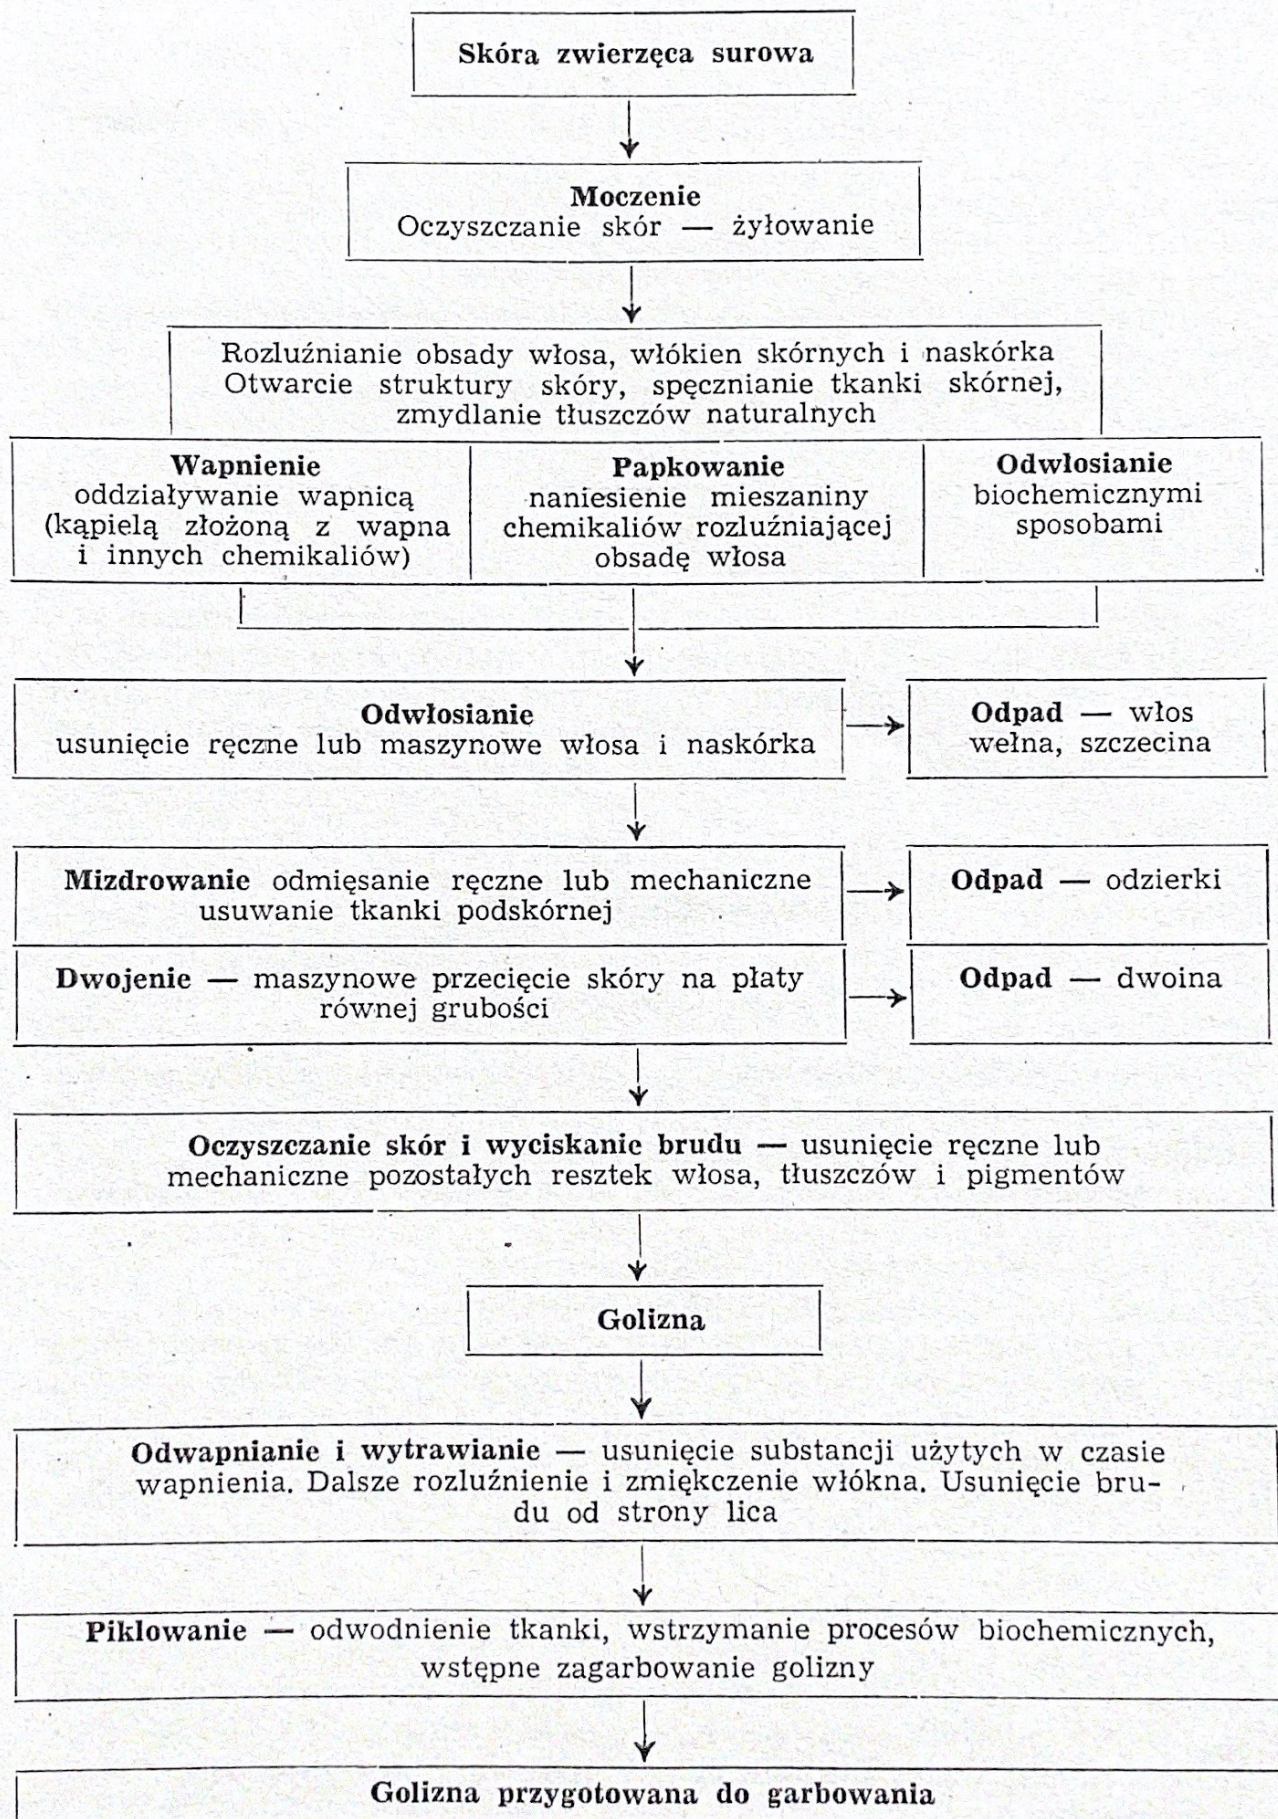 Skóra zwierzęca surowa
Moczenie
Oczyszczanie skór — żyłowanie
Rozluźnianie obsady włosa, włókien skórnych i naskórka
Otwarcie struktury skóry, spęcznianie tkanki skórnej,
zmydlanie tłuszczów naturalnych
Wapnienie
oddziaływanie wapnicą
(kąpielą złożoną z wapna
i innych chemikaliów)
Papkowanie
naniesienie mieszaniny
chemikaliów rozluźniającej
obsadę włosa
Odwłosianie
biochemicznymi
sposobami
Odwłosianie
usunięcie ręczne lub maszynowe włosa i naskórka
Odpad — włos
wełna, szczecina
Mizdrowanie odmięsanie ręczne lub mechaniczne
usuwanie tkanki podskórnej
Odpad — odzierki
Dwojenie — maszynowe przecięcie skóry na płaty
równej grubości
Odpad — dwoina
Oczyszczanie skór i wyciskanie brudu — usunięcie ręczne lub
mechaniczne pozostałych resztek włosa, tłuszczów i pigmentów
Golizna
Odwapnianie i wytrawianie — usunięcie substancji użytych w czasie
wapnienia. Dalsze rozluźnienie i zmiękczenie włókna. Usunięcie bru-
du od strony lica
Piklowanie — odwodnienie tkanki, wstrzymanie procesów biochemicznych,
wstępne zagarbowanie golizny
Golizna przygotowana do garbowania